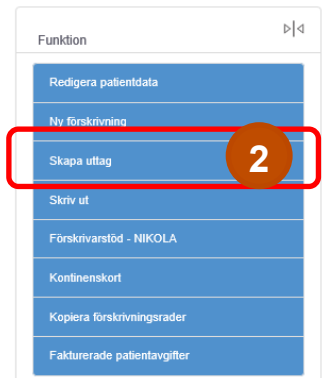 Funktion
Redigera patientdata
Ny förskrivning
Skapa uttag
2
Skriv ut
Förskrivarstöd - NIKOLA
Kontinenskort
Kopiera förskrivningsrader
Fakturerade patientavgifter